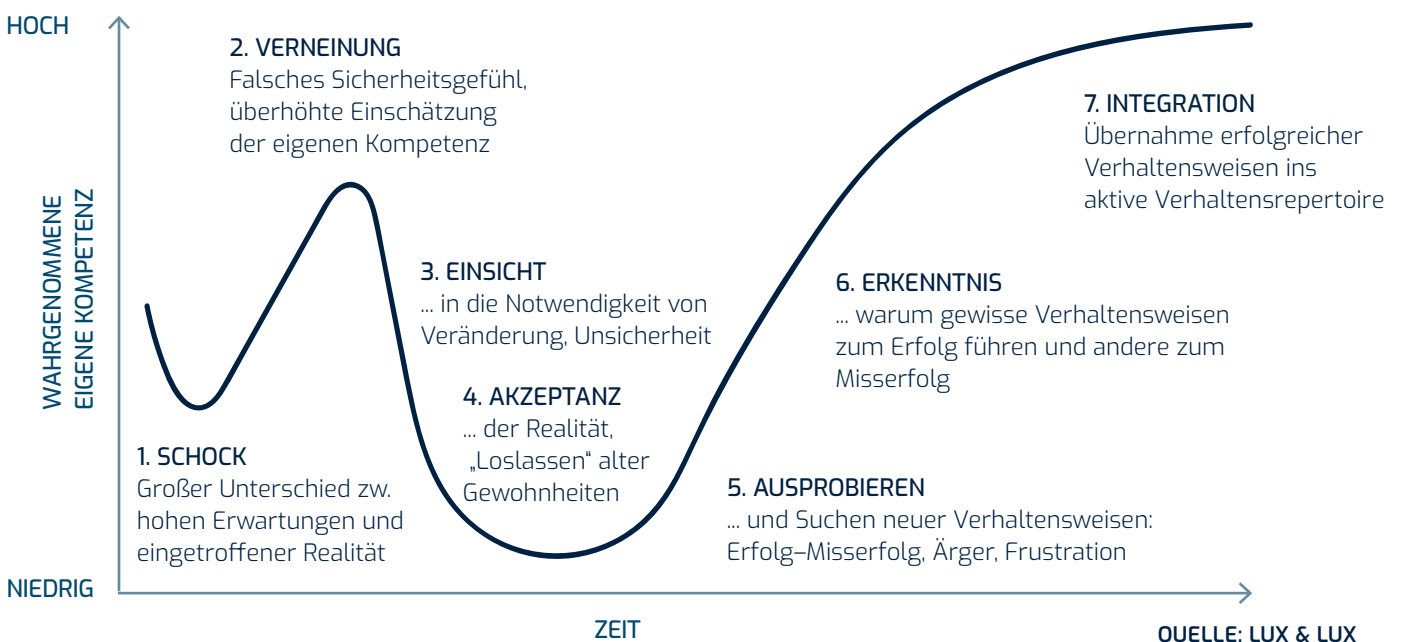 HOCH
2. VERNEINUNG
Falsches Sicherheitsgefühl,
überhöhte Einschätzung
der eigenen Kompetenz
7. INTEGRATION
Übernahme erfolgreicher
Verhaltensweisen ins
aktive Verhaltensrepertoire
WAHRGENOMMENE
EIGENE KOMPETENZ
3. EINSICHT
... in die Notwendigkeit von
Veränderung, Unsicherheit
6. ERKENNTNIS
... warum gewisse Verhaltensweisen
zum Erfolg führen und andere zum
Misserfolg
4. AKZEPTANZ
... der Realität,
„Loslassen“ alter
Gewohnheiten
1. SCHOCK
Großer Unterschied zw.
hohen Erwartungen und
eingetroffener Realität
5. AUSPROBIEREN
... und Suchen neuer Verhaltensweisen:
Erfolg–Misserfolg, Ärger, Frustration
NIEDRIG
ZEIT
QUELLE: LUX & LUX